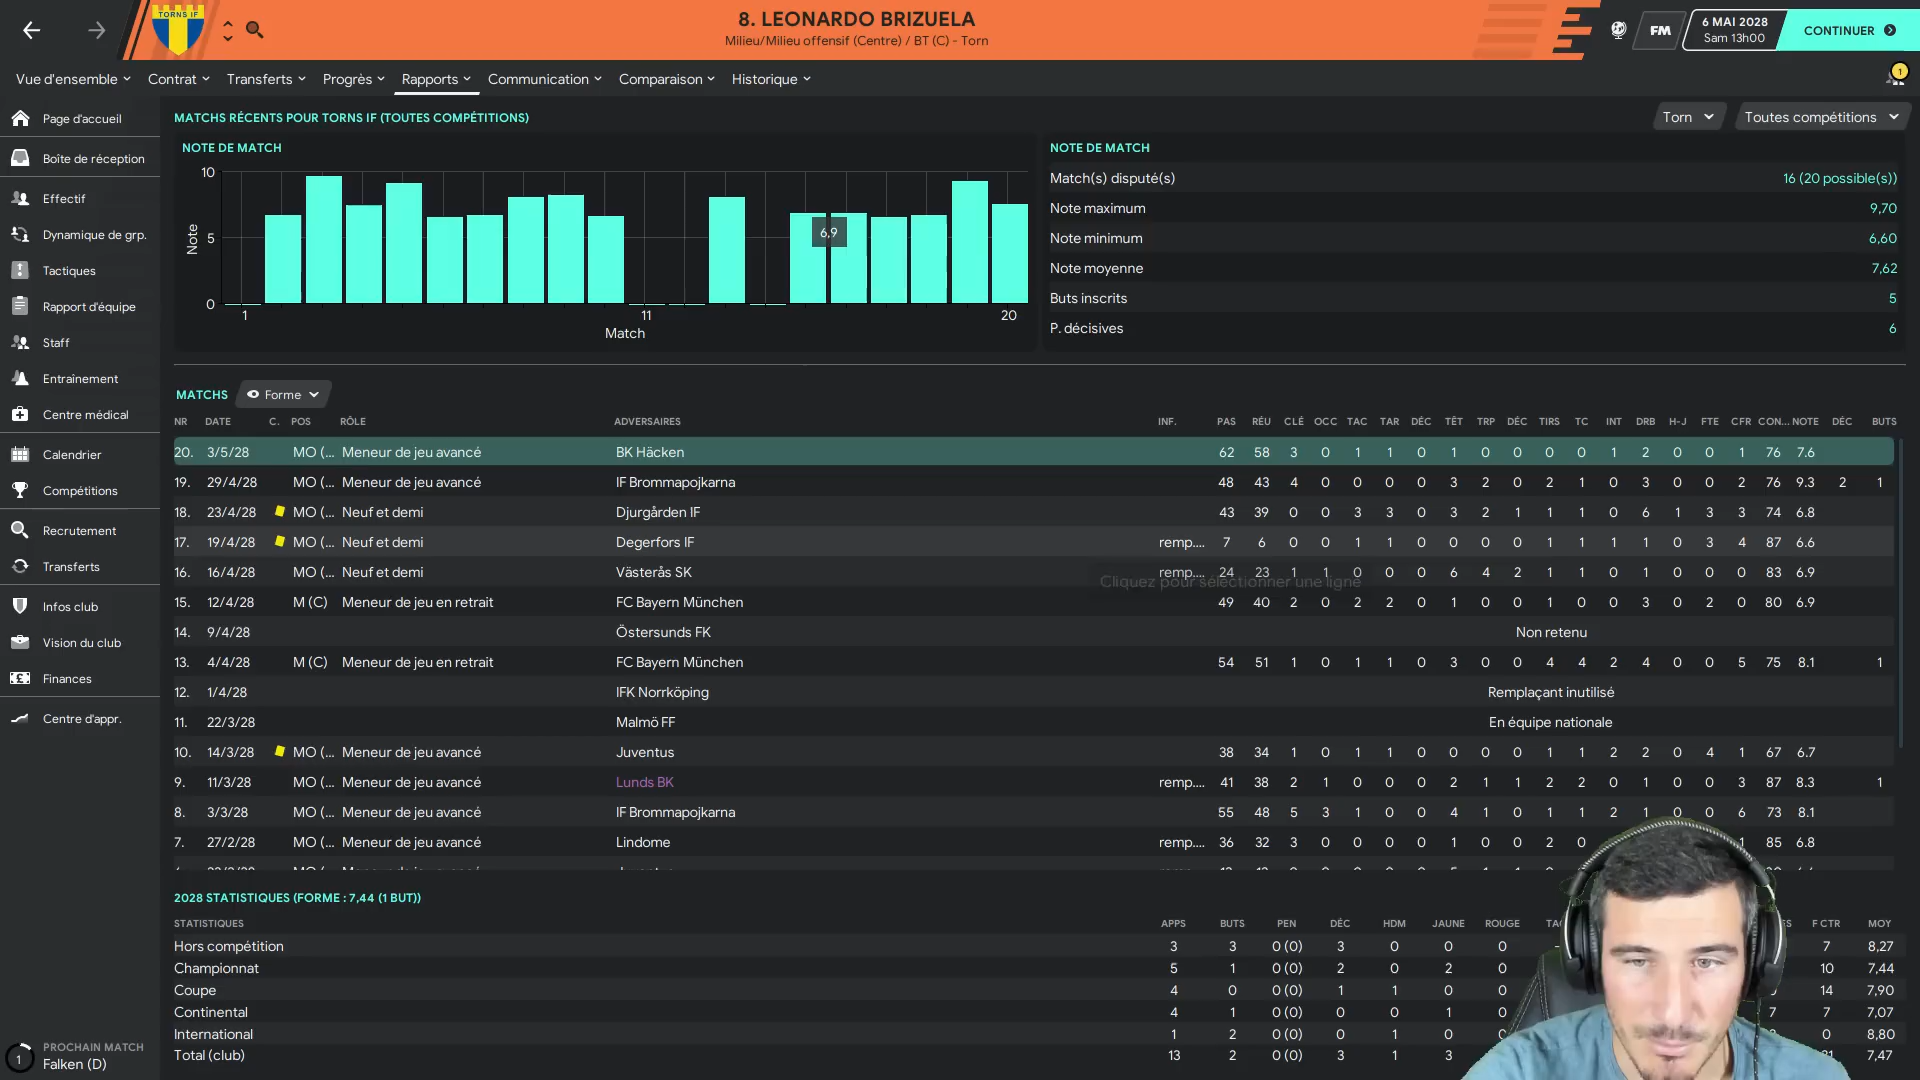 TORNS IF
8. LEONARDO BRIZUELA
Milieu/Milieu offensif (Centre) / BT (C) - Torn
FM
6 MAI 2028
Sam 13h00
CONTINUER
Vue d'ensemble Contrat Transferts Progrès Rapports Communication Comparaison Historique
1
Page d'accueil
Boîte de réception
Effectif
Dynamique de grp.
Tactiques
Rapport d'équipe
Staff
Entraînement
Centre médical
Calendrier
Compétitions
Recrutement
Transferts
Infos club
Vision du club
Finances
Centre d'appr.
1 PROCHAIN MATCH
Falken (D)
MATCHS RÉCENTS POUR TORNS IF (TOUTES COMPÉTITIONS)
Torn Toutes compétitions
NOTE DE MATCH
Note
10
5
0
6,9
1 11 20
Match
NOTE DE MATCH
Match(s) disputé(s) 16 (20 possible(s))
Note maximum 9,70
Note minimum 6,60
Note moyenne 7,62
Buts inscrits 5
P. décisives 6
MATCHS Forme
NR DATE C. POS RÔLE ADVERSAIRES INF. PAS RÉU CLÉ OCC TAC TAR DÉC TÊT TRP DÉC TIRS TC INT DRB H-J FTE CFR CON... NOTE DÉC BUTS
20. 3/5/28 MO (... Meneur de jeu avancé BK Häcken 62 58 3 0 1 1 0 1 0 0 0 0 1 2 0 0 1 76 7.6
19. 29/4/28 MO (... Meneur de jeu avancé IF Brommapojkarna 48 43 4 0 0 0 0 3 2 0 2 1 0 3 0 0 2 76 9.3 2 1
18. 23/4/28 MO (... Neuf et demi Djurgården IF 43 39 0 0 3 3 0 3 2 1 1 1 0 6 1 3 3 74 6.8
17. 19/4/28 MO (... Neuf et demi Degerfors IF remp.... 7 6 0 0 1 1 0 0 0 0 1 1 1 1 0 3 4 87 6.6
16. 16/4/28 MO (... Neuf et demi Västerås SK remp.... 24 23 1 1 0 0 0 6 4 2 1 1 0 1 0 0 0 83 6.9
Cliquez pour sélectionner une ligne
15. 12/4/28 M (C) Meneur de jeu en retrait FC Bayern München 49 40 2 0 2 2 0 1 0 0 1 0 0 3 0 2 0 80 6.9
14. 9/4/28 Östersunds FK Non retenu
13. 4/4/28 M (C) Meneur de jeu en retrait FC Bayern München 54 51 1 0 1 1 0 3 0 0 4 4 2 4 0 0 5 75 8.1 1
12. 1/4/28 IFK Norrköping Remplaçant inutilisé
11. 22/3/28 Malmö FF En équipe nationale
10. 14/3/28 MO (... Meneur de jeu avancé Juventus 38 34 1 0 1 1 0 0 0 0 1 1 2 2 0 4 1 67 6.7
9. 11/3/28 MO (... Meneur de jeu avancé Lunds BK remp.... 41 38 2 1 0 0 0 2 1 1 2 2 0 1 0 0 3 87 8.3 1
8. 3/3/28 MO (... Meneur de jeu avancé IF Brommapojkarna 55 48 5 3 1 0 0 4 1 0 1 1 2 1 0 0 6 73 8.1
7. 27/2/28 MO (... Meneur de jeu avancé Lindome remp.... 36 32 3 0 0 0 0 1 0 0 2 0 1 85 6.8
2028 STATISTIQUES (FORME : 7,44 (1 BUT))
STATISTIQUES APPS BUTS PEN DÉC HDM JAUNE ROUGE F CTR MOY
Hors compétition 3 3 0 (0) 3 0 0 0 7 8,27
Championnat 5 1 0 (0) 2 0 2 0 10 7,44
Coupe 4 0 0 (0) 1 1 0 0 14 7,90
Continental 4 1 0 (0) 0 0 1 0 7 7 7,07
International 1 2 0 (0) 0 1 0 0 8,80
Total (club) 13 2 0 (0) 3 1 3 7,47